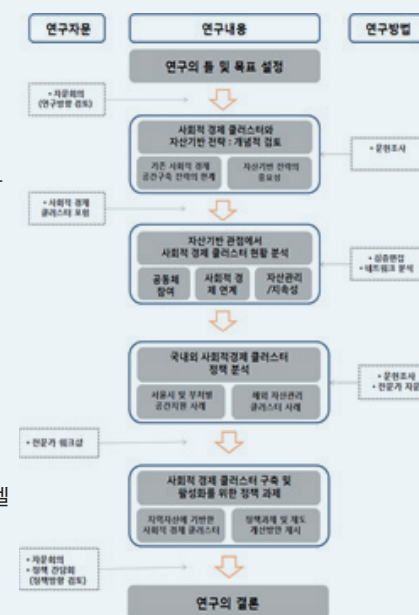 연구자문
연구내용
연구방법
연구의 틀 및 목표 설정
• 자문회의
(연구방향 검토)
사회적 경제 클러스터와
자산기반 전략 : 개념적 검토
기존 사회적 경제
공간구축 전략의 한계
자산기반 전략의
중요성
• 문헌조사
• 사회적 경제
클러스터 포럼
자산기반 관점에서
사회적 경제 클러스터 현황 분석
공동체
참여
사회적 경
제 연계
자산관리
/지속성
• 심층면접
• 네트워크 분석
국내외 사회적경제 클러스터
정책 분석
서울시 및 부처별
공간지원 사례
해외 자산관리
클러스터 사례
• 문헌조사
• 전문가 자문
• 전문가 워크샵
사회적 경제 클러스터 구축 및
활성화를 위한 정책 과제
지역자산에 기반한
사회적 경제 클러스터
정책과제 및 제도
개선방안 제시
• 자문회의
• 정책 간담회
(정책방향 검토)
연구의 결론